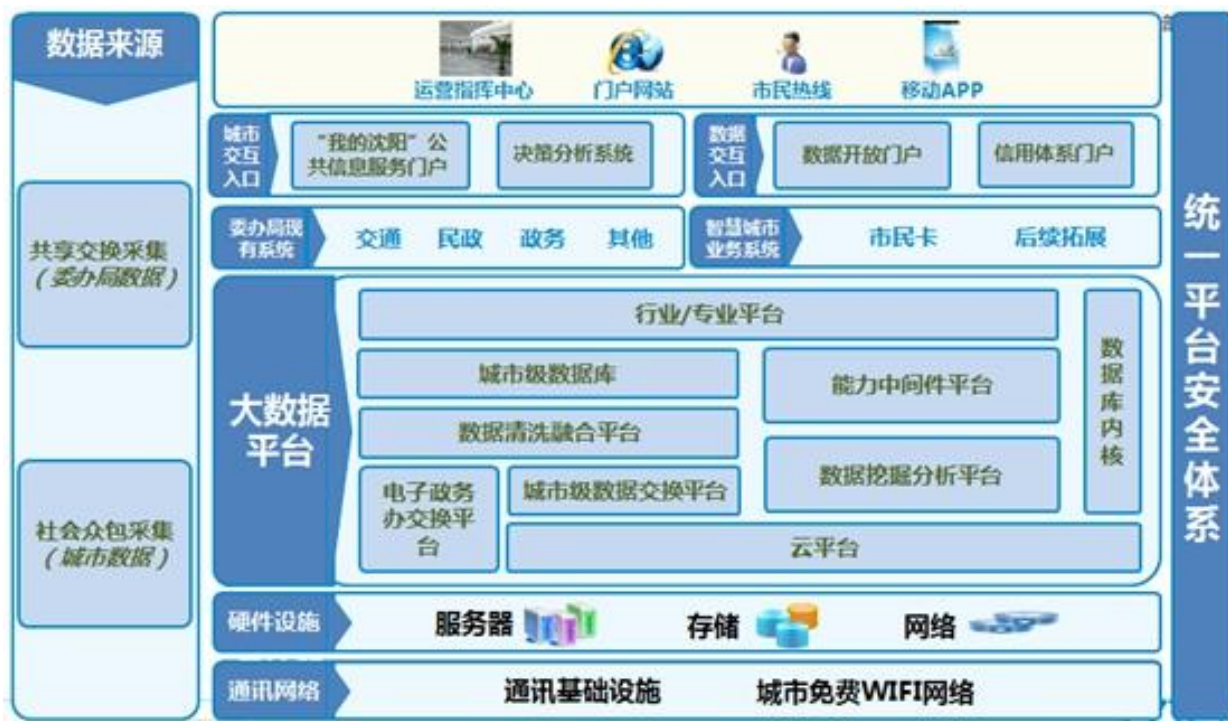 数据来源
共享交换采集
（委办局数据）
社会众包采集
（城市数据）
运营指挥中心
门户网站
市民热线
移动APP
城市
交互
入口
“我的沈阳”公
共信息服务门户
决策分析系统
数据
交互
入口
数据开放门户
信用体系门户
委办局现
有系统
交通
民政
政务
其他
智慧城市
业务系统
市民卡
后续拓展
大数据
平台
行业/专业平台
城市级数据库
能力中间件平台
数据清洗融合平台
数据挖掘分析平台
电子政务
办交换平
台
城市级数据交换平台
云平台
数据库内核
硬件设施
服务器
存储
网络
通讯网络
通讯基础设施
城市免费WIFI网络
统一平台安全体系